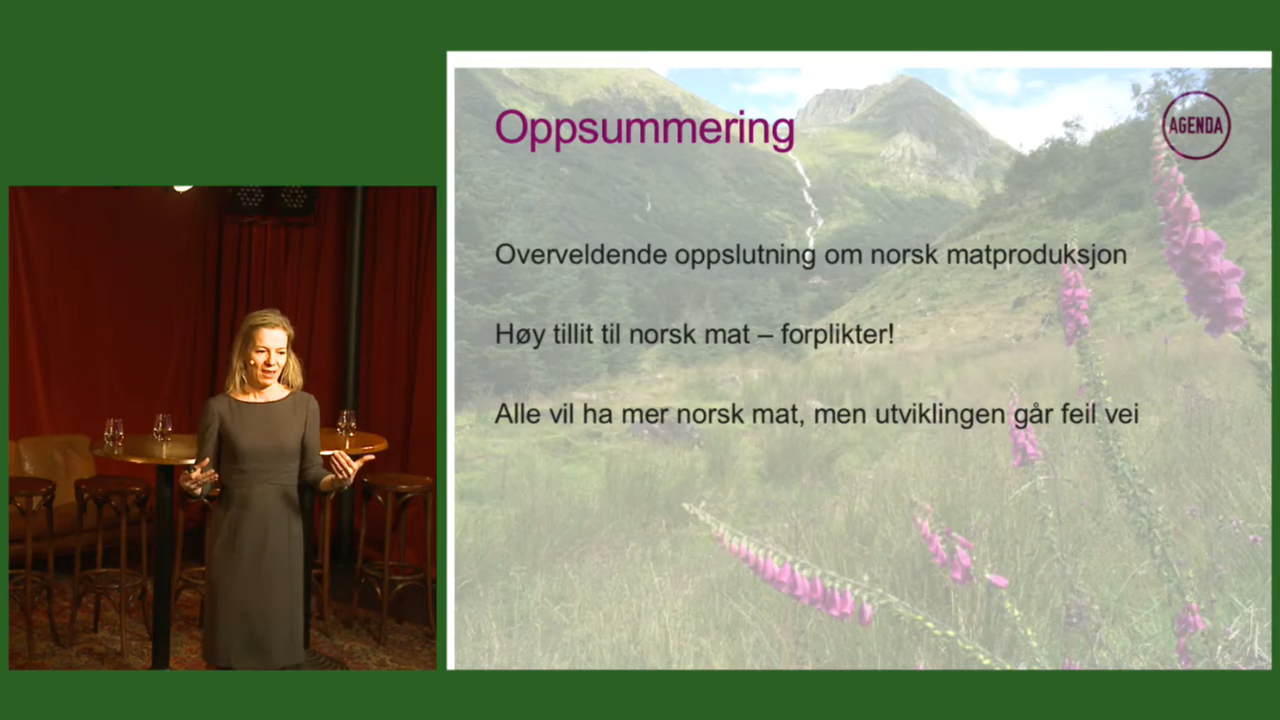 Oppsummering
AGENDA
Overveldende oppslutning om norsk matproduksjon
Høy tillit til norsk mat – forplikter!
Alle vil ha mer norsk mat, men utviklingen går feil vei